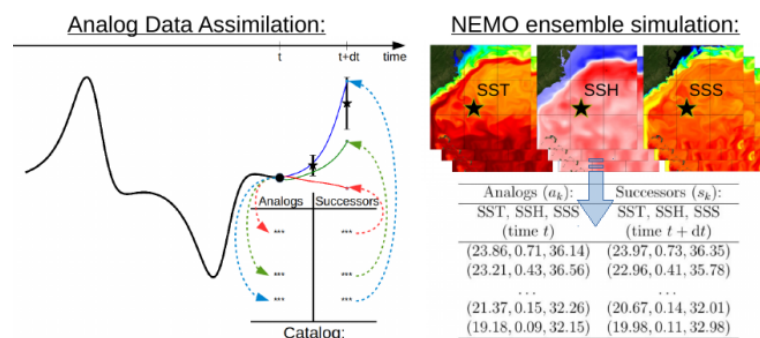 Analog Data Assimilation:
t
t+dt
time
Analogs
Successors
*** ***
*** ***
*** ***
Catalog:
NEMO ensemble simulation:
SST
SSH
SSS
Analogs (aₖ): Successors (sₖ):
SST, SSH, SSS SST, SSH, SSS
(time t) (time t + dt)
(23.86, 0.71, 36.14) (23.97, 0.73, 36.35)
(23.21, 0.43, 36.56) (22.96, 0.41, 35.78)
... ...
(21.37, 0.15, 32.26) (20.67, 0.14, 32.01)
(19.18, 0.09, 32.15) (19.98, 0.11, 32.98)